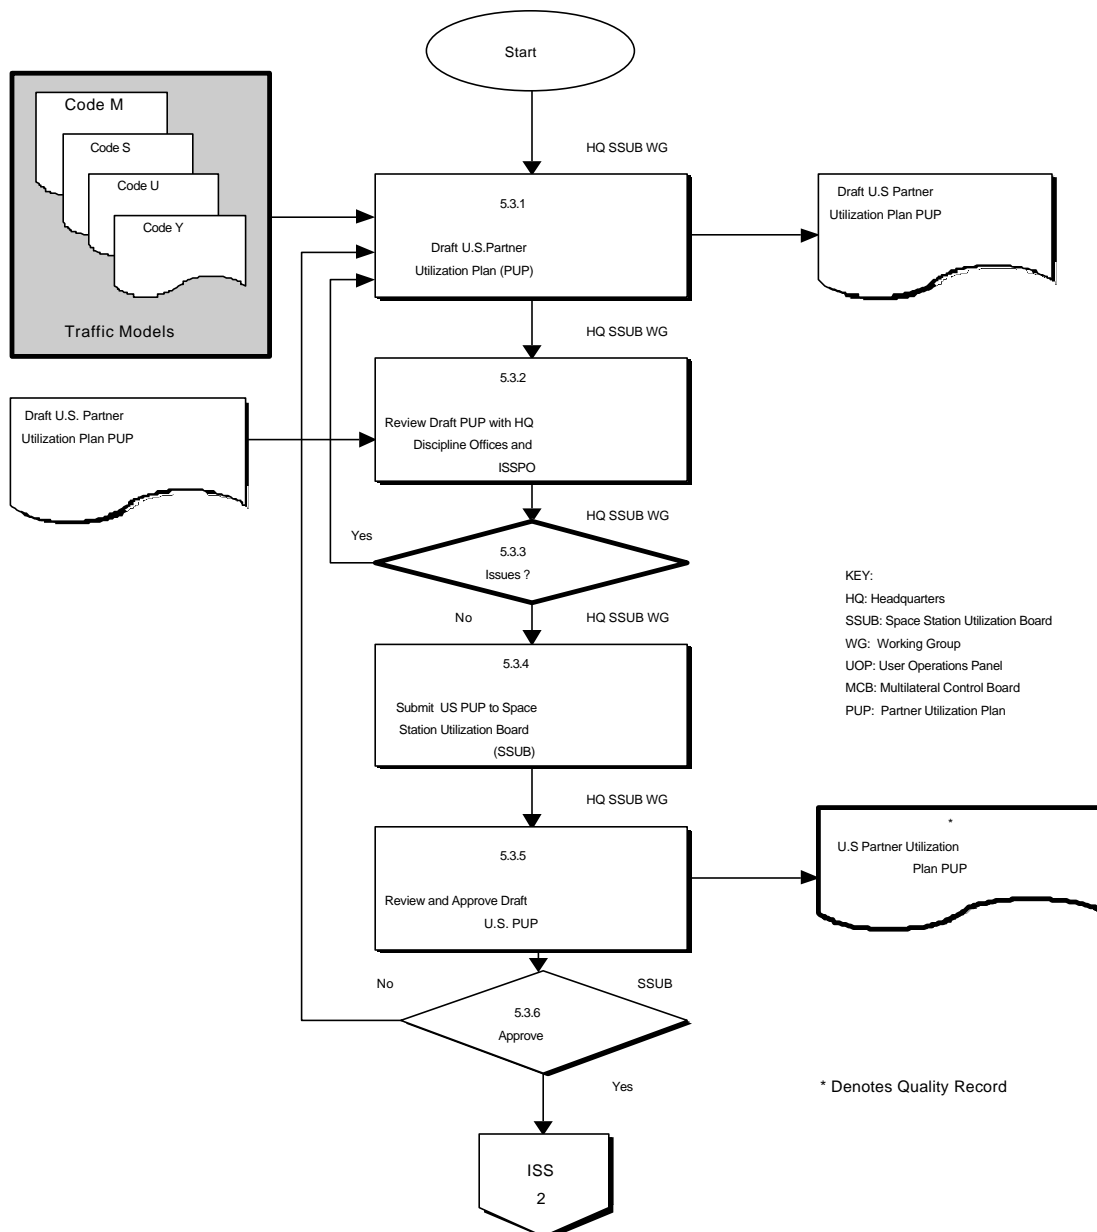 Start
HQ SSUB WG
Code M
Code S
Code U
Code Y
Traffic Models
5.3.1
Draft U.S.Partner
Utilization Plan (PUP)
Draft U.S Partner
Utilization Plan PUP
HQ SSUB WG
5.3.2
Review Draft PUP with HQ
Discipline Offices and
ISSPO
Draft U.S. Partner
Utilization Plan PUP
HQ SSUB WG
Yes
5.3.3
Issues ?
No
HQ SSUB WG
KEY:
HQ: Headquarters
SSUB: Space Station Utilization Board
WG: Working Group
UOP: User Operations Panel
MCB: Multilateral Control Board
PUP: Partner Utilization Plan
5.3.4
Submit US PUP to Space
Station Utilization Board
(SSUB)
HQ SSUB WG
5.3.5
Review and Approve Draft
U.S. PUP
*
U.S Partner Utilization
Plan PUP
No
SSUB
5.3.6
Approve
Yes
* Denotes Quality Record
ISS
2